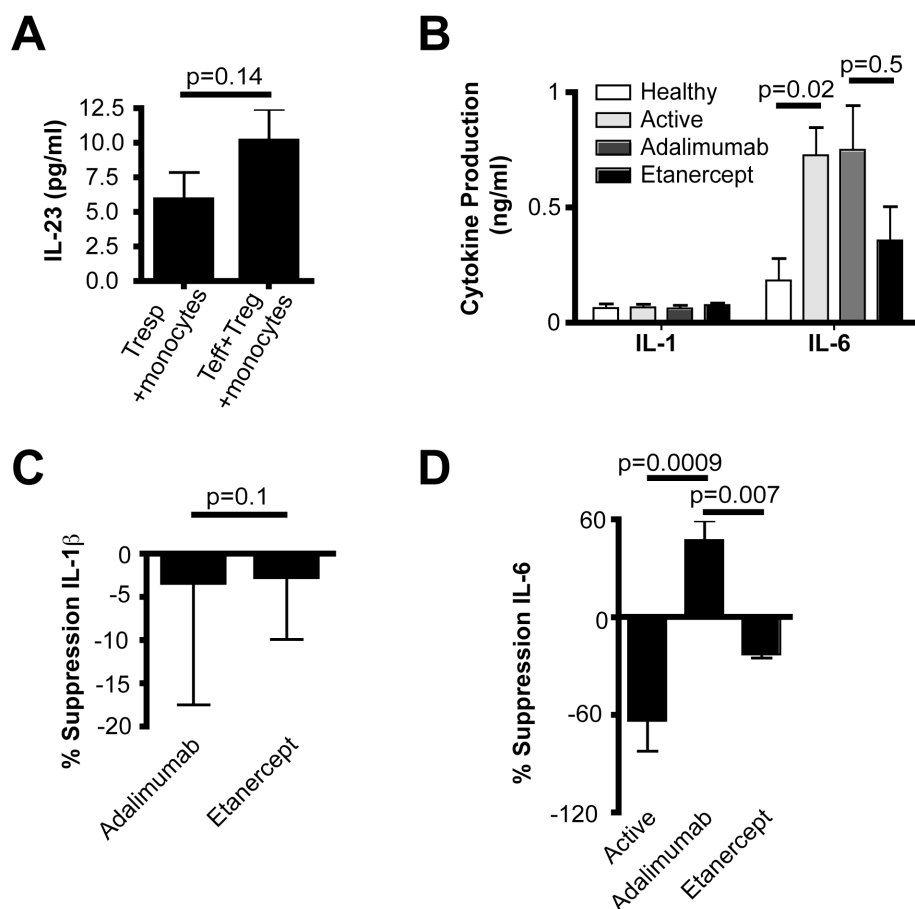 A
p=0.14
12.5
10.0
7.5
5.0
2.5
0.0
IL-23 (pg/ml)
Tresp
+monocytes
Teff+Treg
+monocytes
B
p=0.5
p=0.02
Healthy
Active
Adalimumab
Etanercept
1
0.5
0
Cytokine Production
(ng/ml)
IL-1
IL-6
C
p=0.1
0
-5
-10
-15
-20
% Suppression IL-1β
Adalimumab
Etanercept
D
p=0.0009
p=0.007
60
0
-60
-120
% Suppression IL-6
Active
Adalimumab
Etanercept